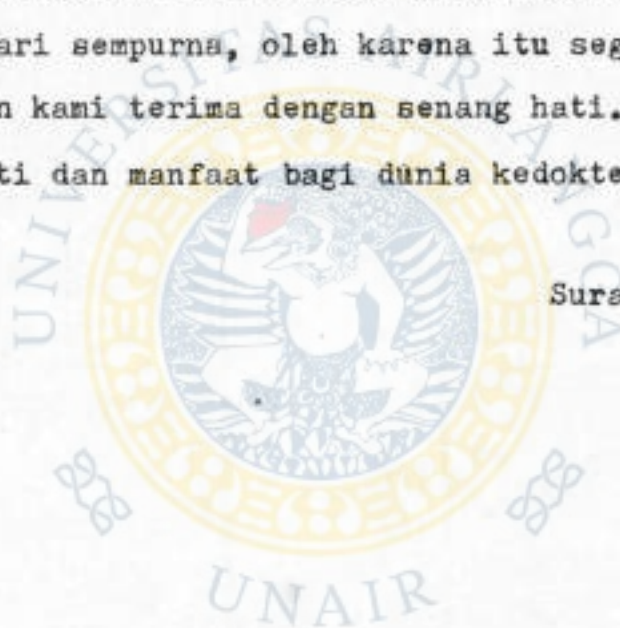 ari sempurna, oleh karena itu seg
n kami terima dengan senang hati.
ti dan manfaat bagi dunia kedokte
Sura
UNIVERSITAS AIRLANGGA
UNAIR